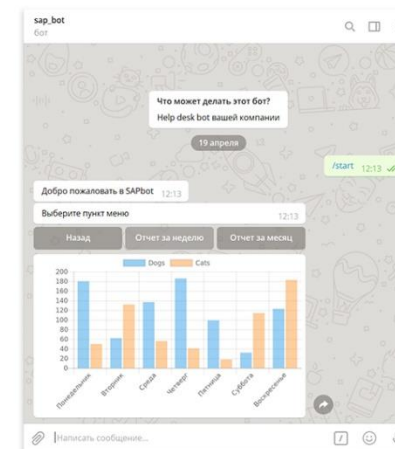 sap_bot
бот
Что может делать этот бот?
Help desk bot вашей компании
19 апреля
/start 12:13
Добро пожаловать в SAPbot 12:13
Выберите пункт меню 12:13
Назад Отчет за неделю Отчет за месяц
Dogs Cats
200
180
160
140
120
100
80
60
40
20
0
Понедельник Вторник Среда Четверг Пятница Суббота Воскресенье
Написать сообщение...